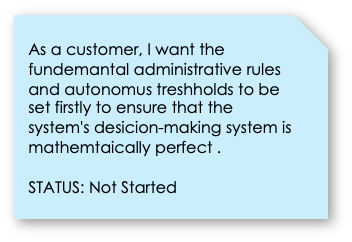 As a customer, I want the
fundemantal administrative rules
and autonomus treshholds to be
set firstly to ensure that the
system's desicion-making system is
mathemtaically perfect .
STATUS: Not Started